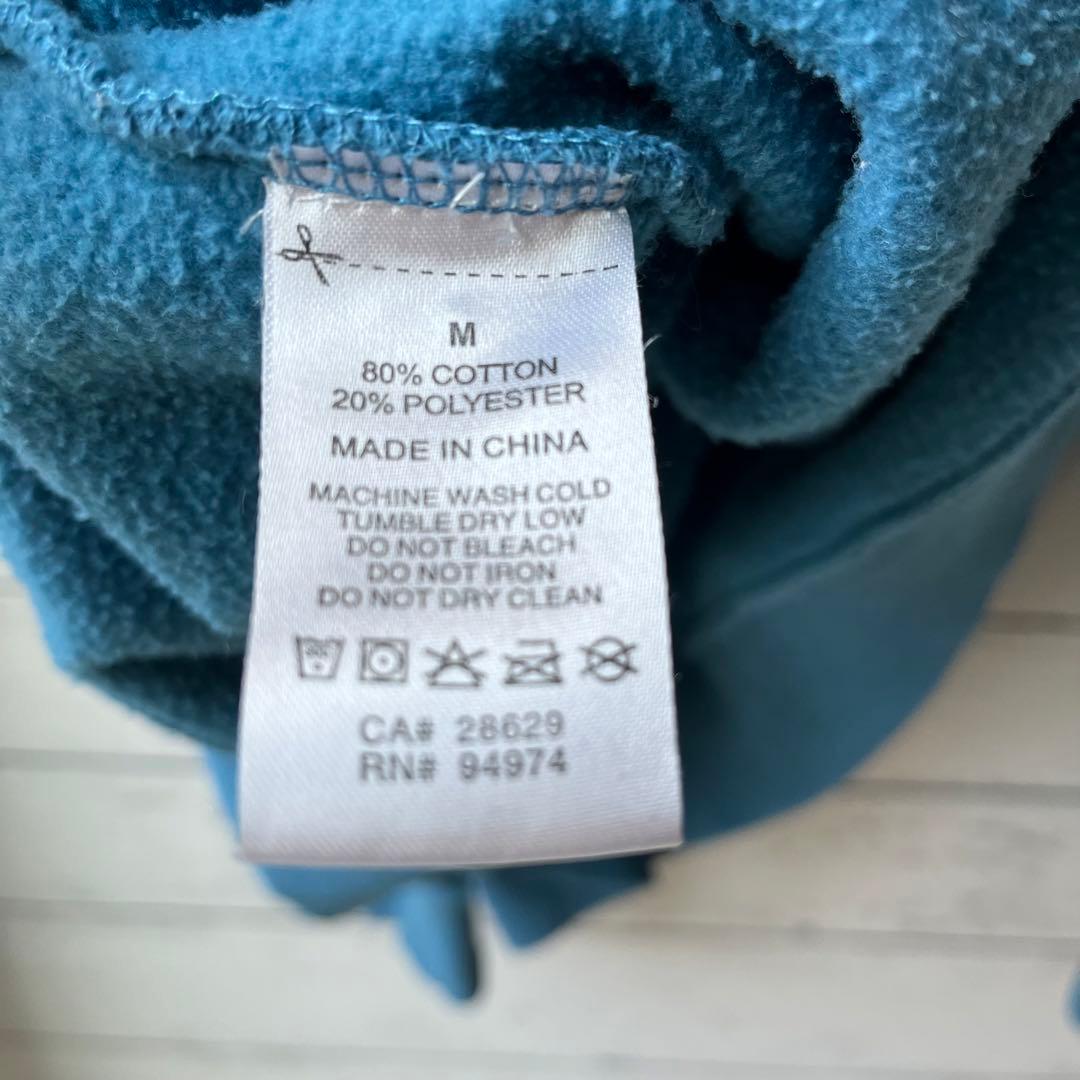 M
80% COTTON
20% POLYESTER
MADE IN CHINA
MACHINE WASH COLD
TUMBLE DRY LOW
DO NOT BLEACH
DO NOT IRON
DO NOT DRY CLEAN
CA# 28629
RN# 94974